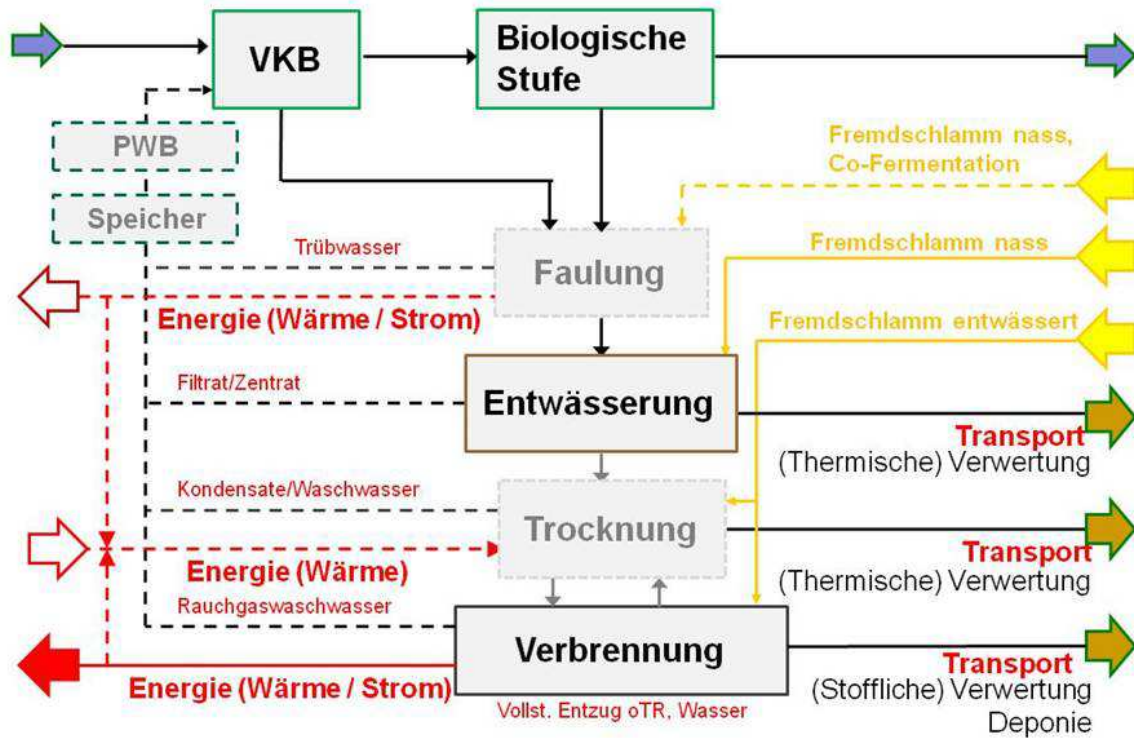 VKB
Biologische
Stufe
PWB
Speicher
Fremdschlamm nass,
Co-Fermentation
Trübwasser
Faulung
Fremdschlamm nass
Energie (Wärme / Strom)
Fremdschlamm entwässert
Filtrat/Zentrat
Entwässerung
Transport
(Thermische) Verwertung
Kondensate/Waschwasser
Trocknung
Energie (Wärme)
Transport
(Thermische) Verwertung
Rauchgaswaschwasser
Verbrennung
Energie (Wärme / Strom)
Vollst. Entzug oTR, Wasser
Transport
(Stoffliche) Verwertung
Deponie